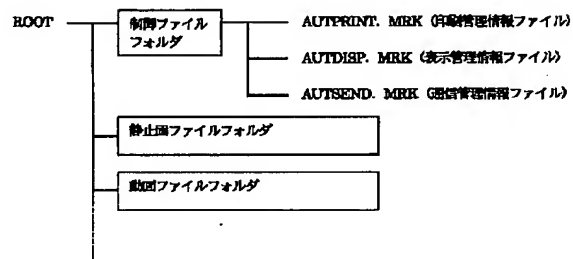 ROOT
制御ファイル
フォルダ
AUTPRINT. MRK (印刷管理情報ファイル)
AUTDISP. MRK (表示管理情報ファイル)
AUTSEND. MRK (通信管理情報ファイル)
静止画ファイルフォルダ
動画ファイルフォルダ